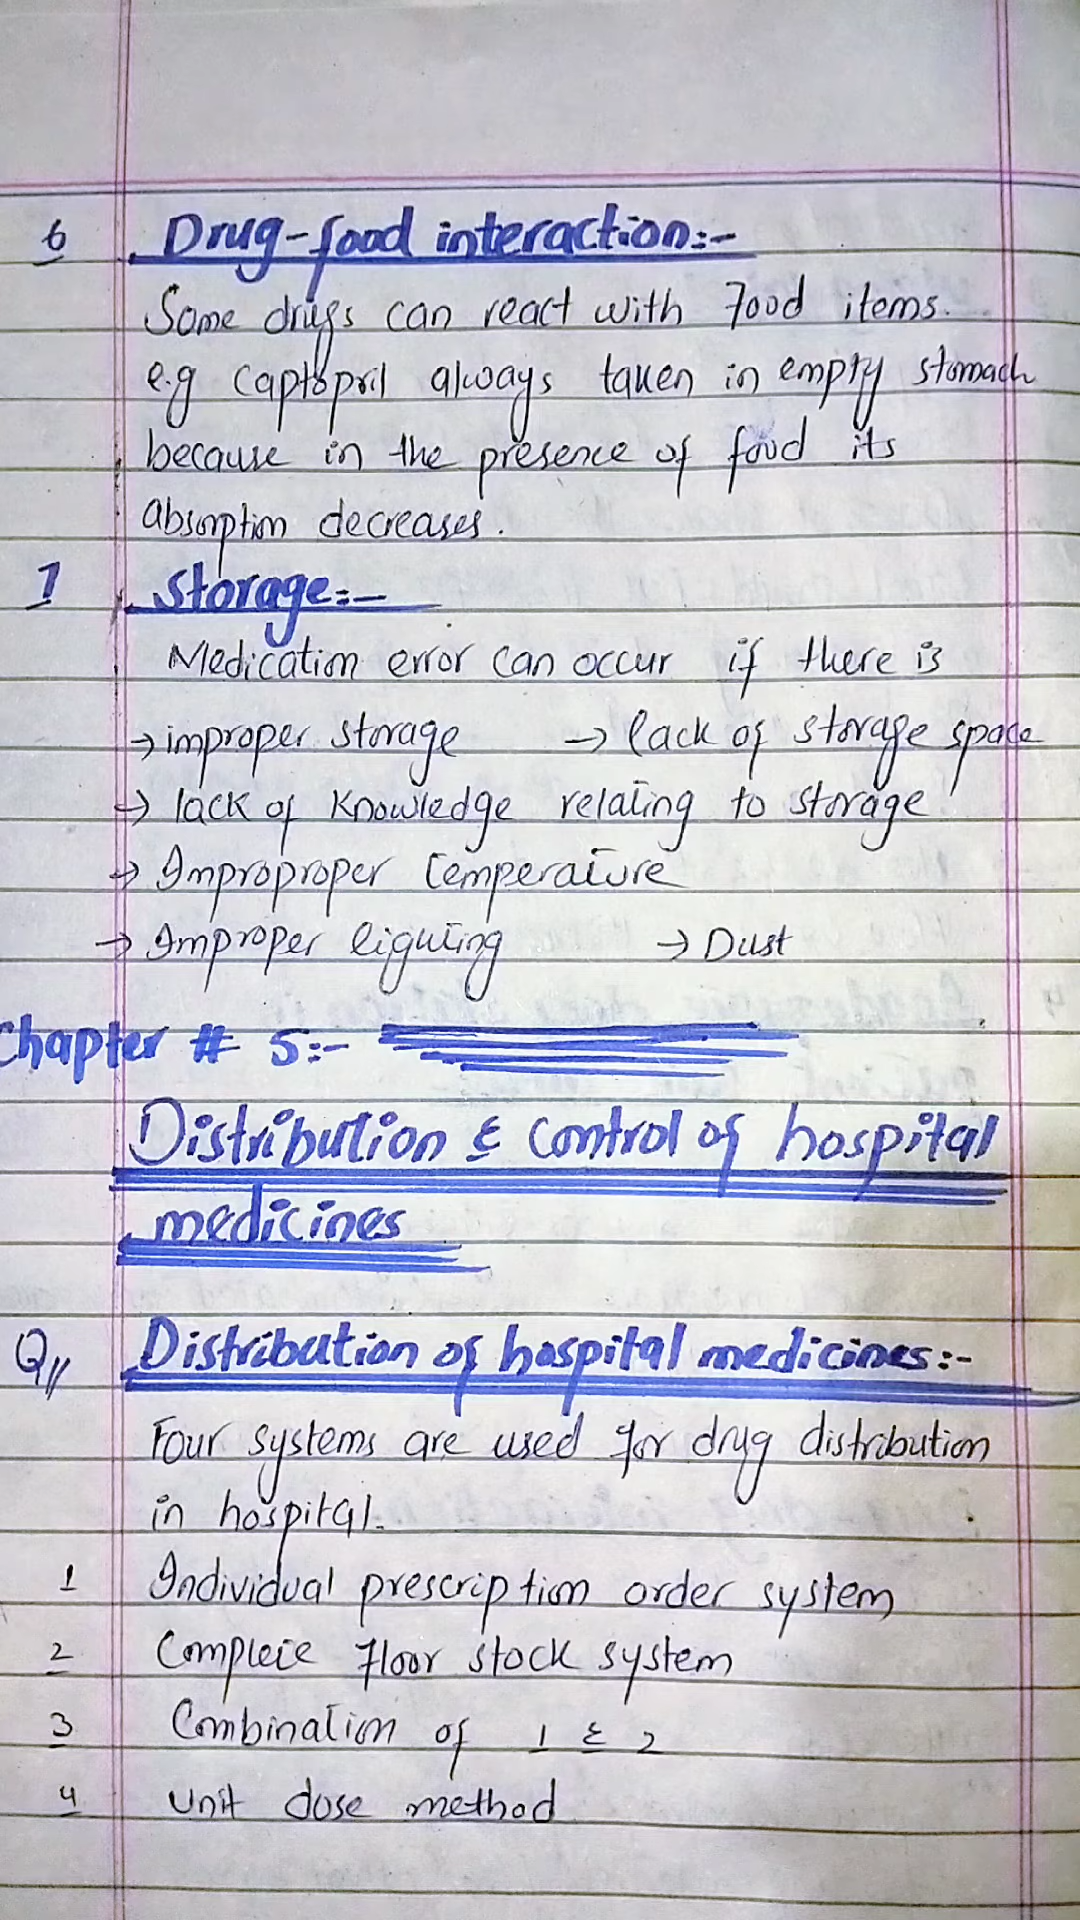 6 Drug-food interaction:-
Some drugs can react with food items.
e.g Captopril always taken in empty stomach
because in the presence of food its
absorption decreases.
7 Storage:-
Medication error can occur if there is
→ improper storage → lack of storage space
→ lack of knowledge relating to storage
→ Improproper temperature
→ Improper lighting → Dust
Chapter # 5:-
Distribution & control of hospital
medicines
Q// Distribution of hospital medicines:-
Four systems are used for drug distribution
in hospital.
1 Individual prescription order system
2 Complete floor stock system
3 Combination of 1 & 2
4 unit dose method